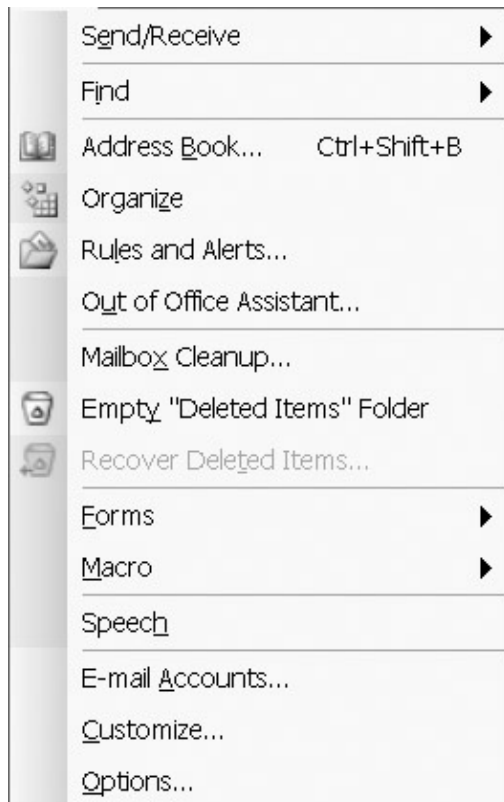 Send/Receive
Find
Address Book... Ctrl+Shift+B
Organize
Rules and Alerts...
Out of Office Assistant...
Mailbox Cleanup...
Empty "Deleted Items" Folder
Recover Deleted Items...
Forms
Macro
Speech
E-mail Accounts...
Customize...
Options...